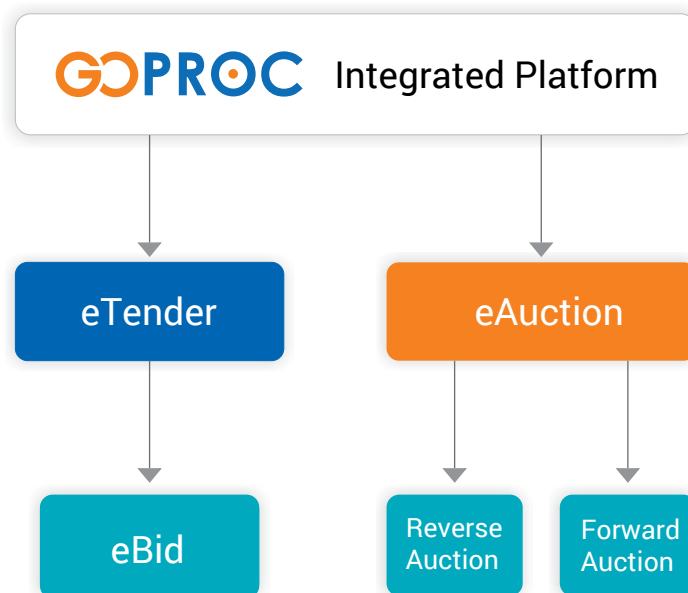 GOPROC Integrated Platform
eTender
eAuction
eBid
Reverse
Auction
Forward
Auction